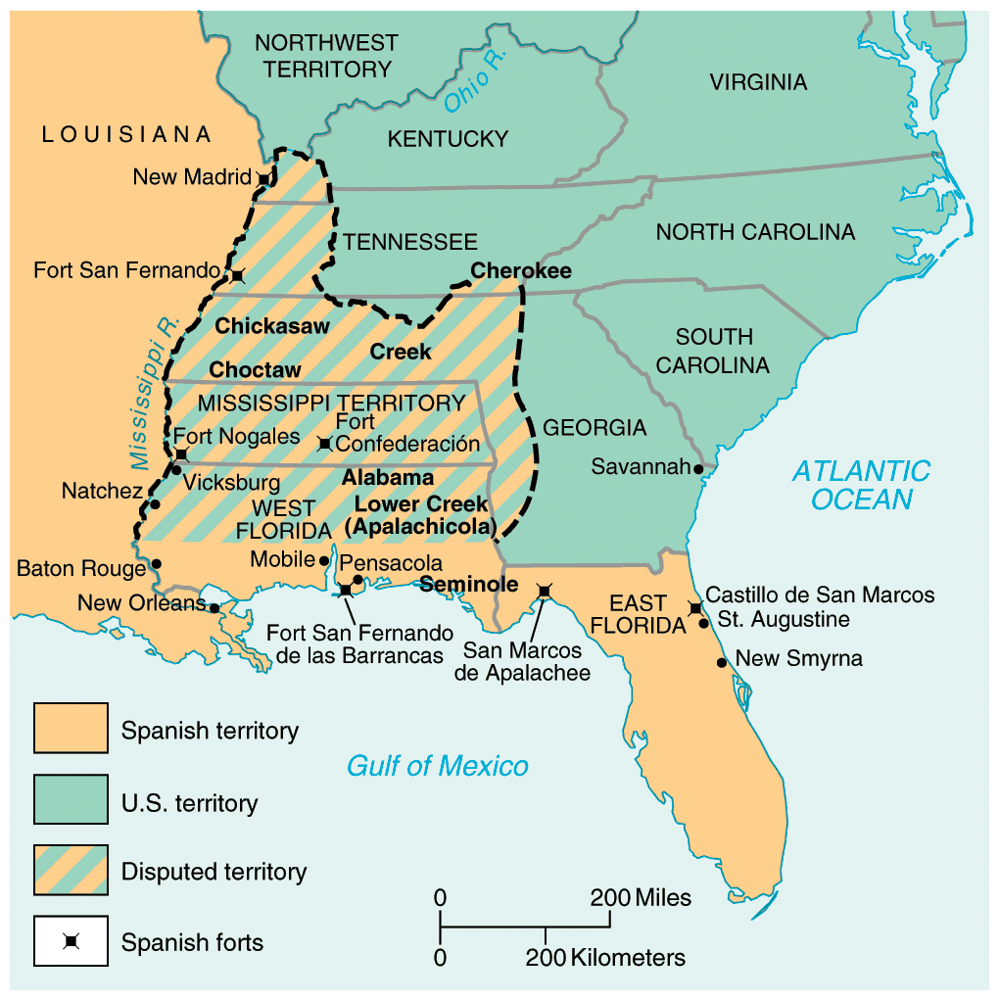 NORTHWEST
TERRITORY
VIRGINIA
Ohio R.
LOUISIANA
KENTUCKY
New Madrid
TENNESSEE
NORTH CAROLINA
Fort San Fernando
Cherokee
Chickasaw
Creek
SOUTH
CAROLINA
Choctaw
Mississippi R.
MISSISSIPPI TERRITORY
Fort
Confederación
Fort Nogales
GEORGIA
Savannah
ATLANTIC
OCEAN
Vicksburg
Alabama
Natchez
WEST
FLORIDA
Lower Creek
(Apalachicola)
Baton Rouge
Mobile
Pensacola
Seminole
New Orleans
EAST
FLORIDA
Castillo de San Marcos
St. Augustine
Fort San Fernando
de las Barrancas
San Marcos
de Apalachee
New Smyrna
Gulf of Mexico
Spanish territory
U.S. territory
Disputed territory
Spanish forts
0 200 Miles
0 200 Kilometers